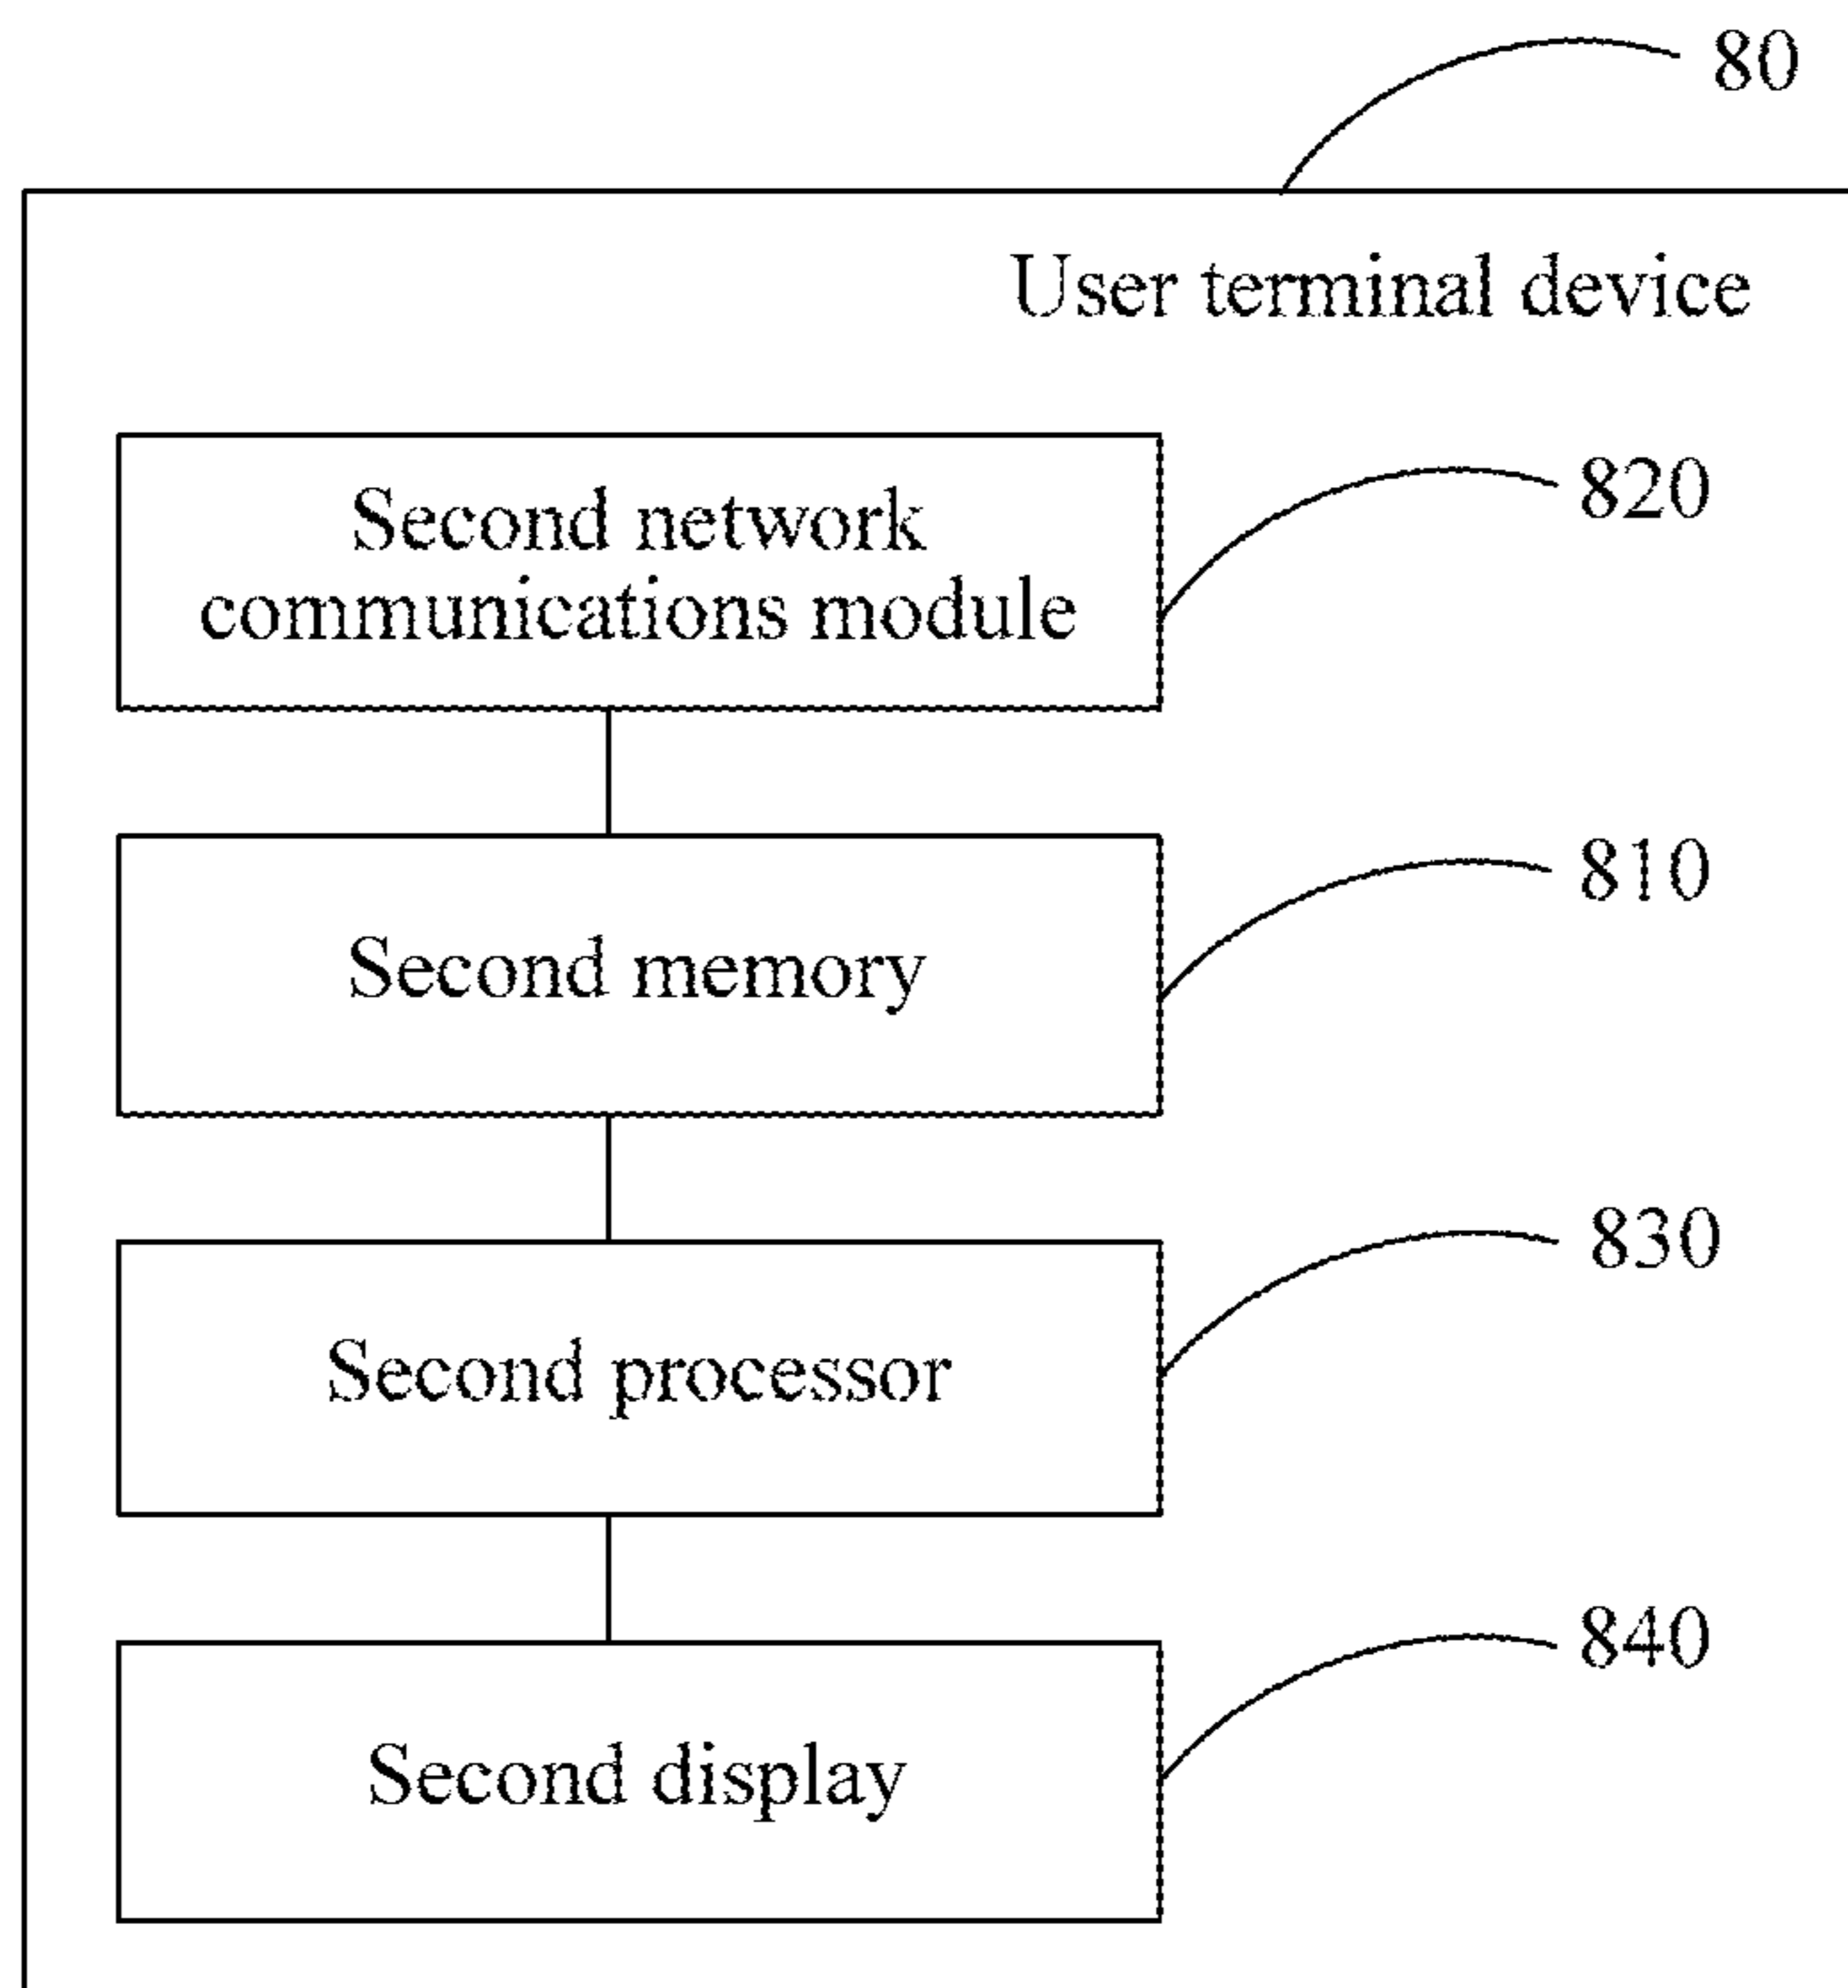 80
User terminal device
Second network
communications module
820
Second memory
810
Second processor
830
Second display
840